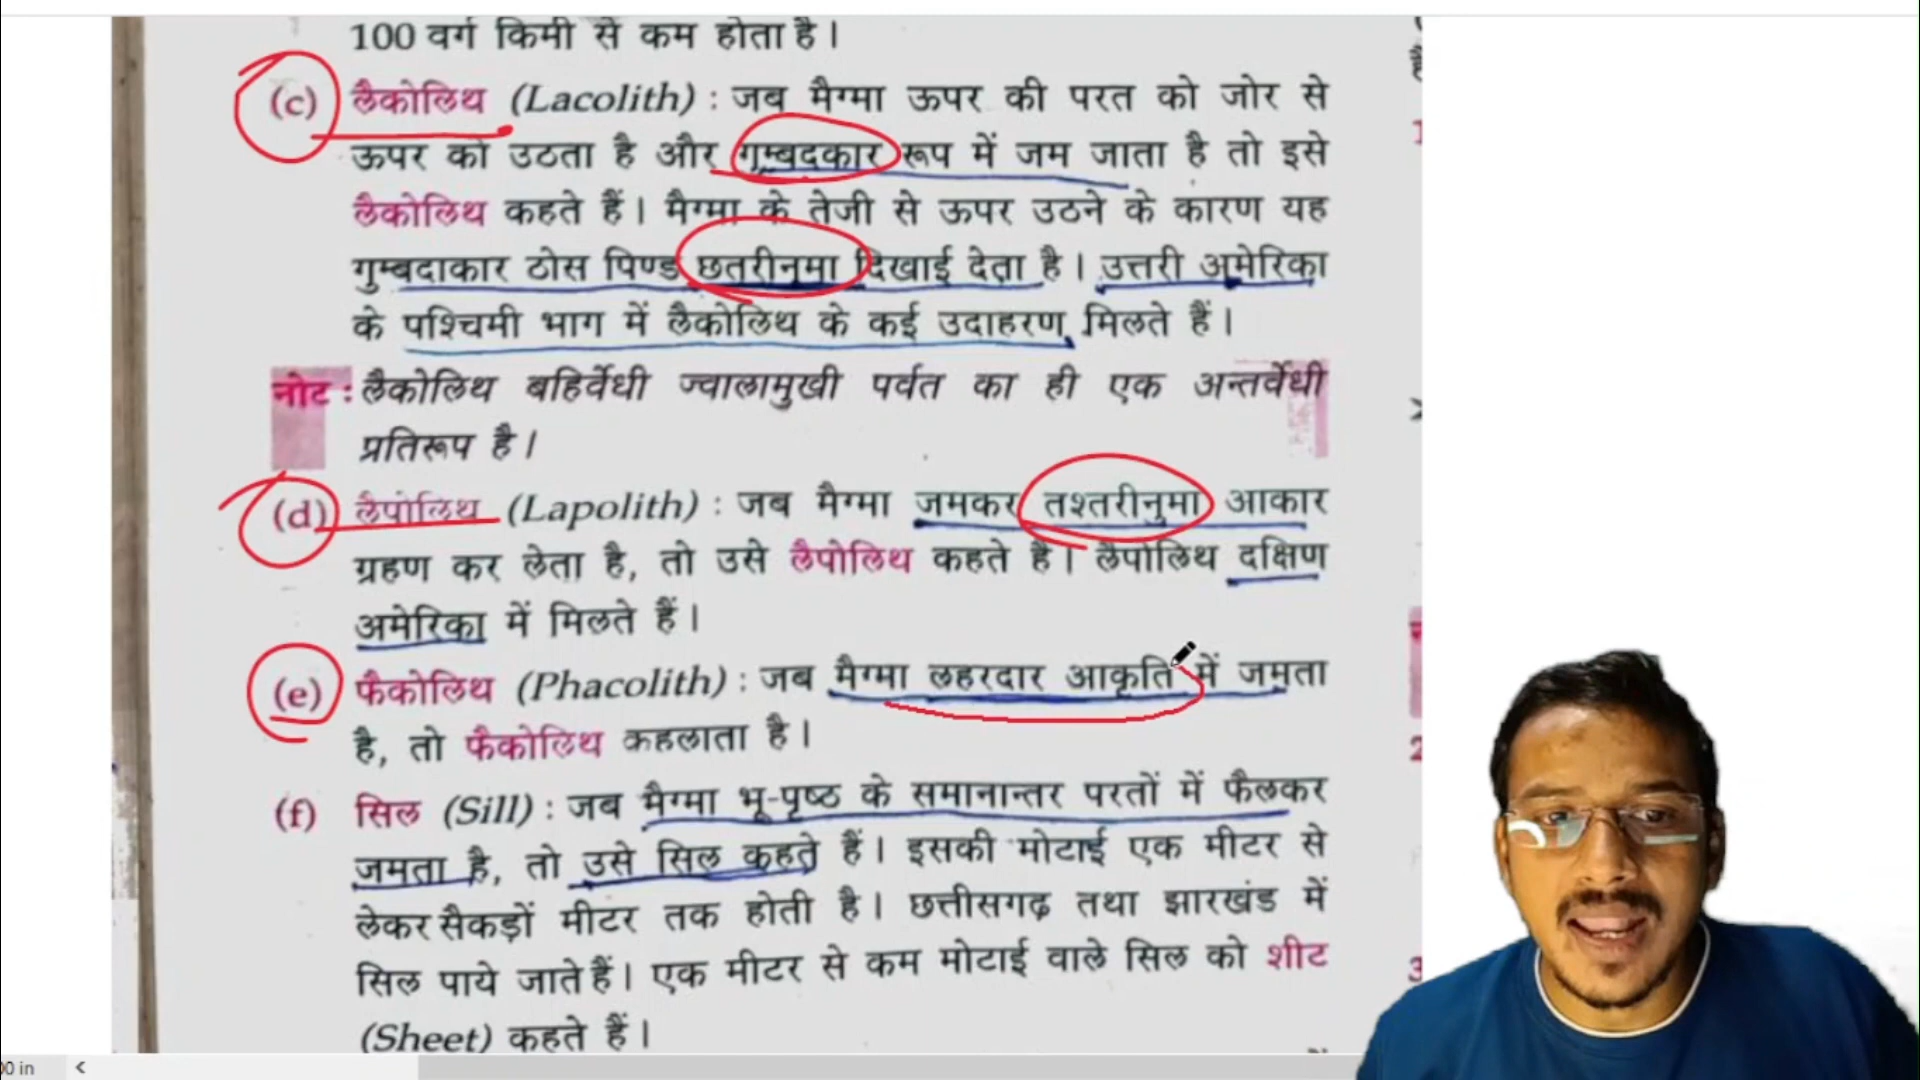 100 वर्ग किमी से कम होता है।
(c) लैकोलिथ (Lacolith) : जब मैग्मा ऊपर की परत को जोर से
ऊपर को उठता है और गुम्बदकार रूप में जम जाता है तो इसे
लैकोलिथ कहते हैं। मैग्मा के तेजी से ऊपर उठने के कारण यह
गुम्बदाकार ठोस पिण्ड छतरीनुमा दिखाई देता है। उत्तरी अमेरिका
के पश्चिमी भाग में लैकोलिथ के कई उदाहरण मिलते हैं।
नोट : लैकोलिथ बहिर्वेधी ज्वालामुखी पर्वत का ही एक अन्तर्वेधी
प्रतिरूप है।
(d) लैपोलिथ (Lapolith) : जब मैग्मा जमकर तश्तरीनुमा आकार
ग्रहण कर लेता है, तो उसे लैपोलिथ कहते है। लैपोलिथ दक्षिण
अमेरिका में मिलते हैं।
(e) फैकोलिथ (Phacolith) : जब मैग्मा लहरदार आकृति में जमता
है, तो फैकोलिथ कहलाता है।
(f) सिल (Sill) : जब मैग्मा भू-पृष्ठ के समानान्तर परतों में फैलकर
जमता है, तो उसे सिल कहते हैं। इसकी मोटाई एक मीटर से
लेकर सैकड़ों मीटर तक होती है। छत्तीसगढ़ तथा झारखंड में
सिल पाये जाते हैं। एक मीटर से कम मोटाई वाले सिल को शीट
(Sheet) कहते हैं।